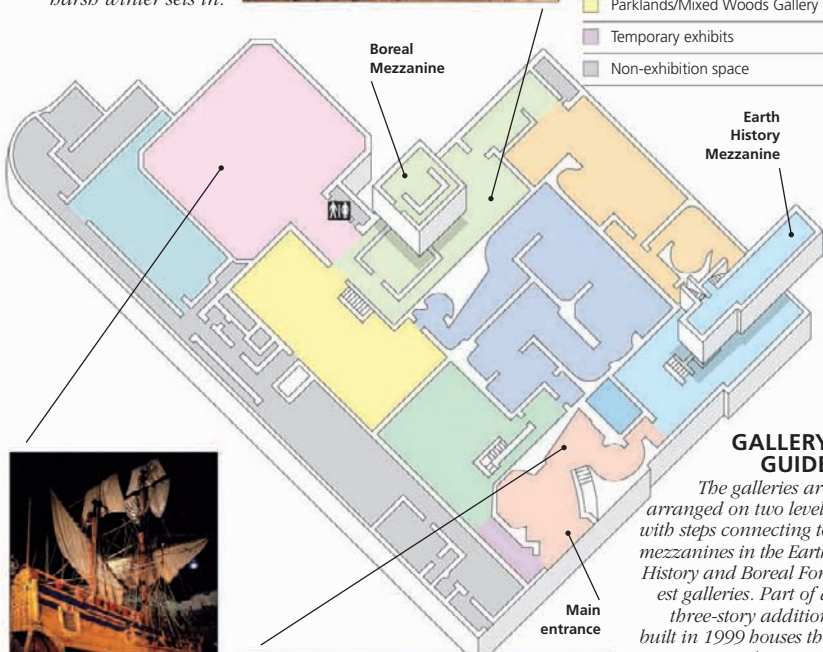 harsh winter sets in.
Parklands/Mixed Woods Gallery
Temporary exhibits
Non-exhibition space
Boreal
Mezzanine
Earth
History
Mezzanine
GALLERY
GUIDE
The galleries are
arranged on two levels
with steps connecting to
mezzanines in the Earth
History and Boreal For-
est galleries. Part of a
three-story addition
built in 1999 houses the
Main
entrance